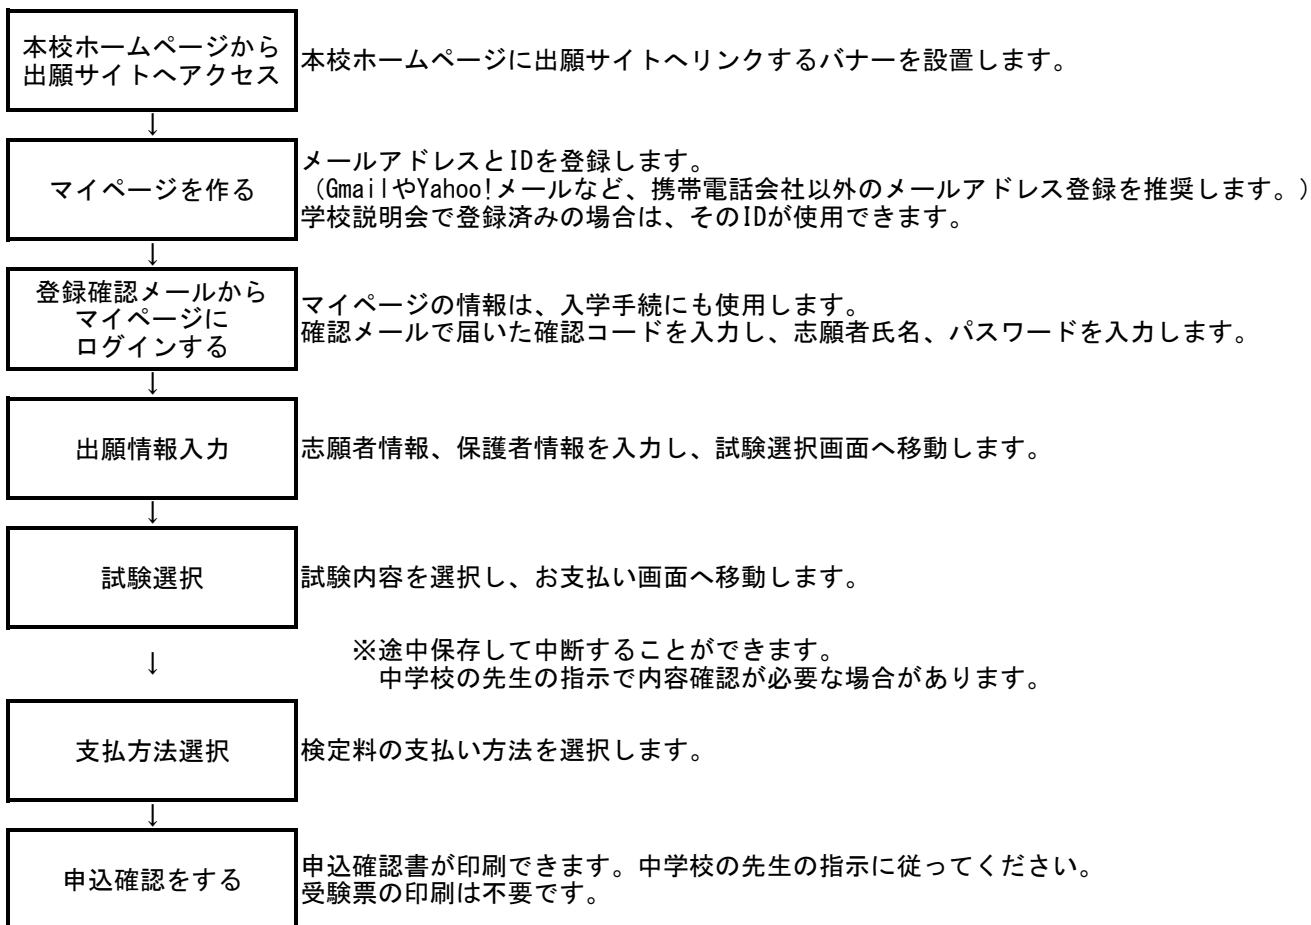 本校ホームページから
出願サイトへアクセス
本校ホームページに出願サイトへリンクするバナーを設置します。
↓
マイページを作る
メールアドレスとIDを登録します。
（GmailやYahoo!メールなど、携帯電話会社以外のメールアドレス登録を推奨します。）
学校説明会で登録済みの場合は、そのIDが使用できます。
↓
登録確認メールから
マイページに
ログインする
マイページの情報は、入学手続にも使用します。
確認メールで届いた確認コードを入力し、志願者氏名、パスワードを入力します。
↓
出願情報入力
志願者情報、保護者情報を入力し、試験選択画面へ移動します。
↓
試験選択
試験内容を選択し、お支払い画面へ移動します。
↓
※途中保存して中断することができます。
中学校の先生の指示で内容確認が必要な場合があります。
支払方法選択
検定料の支払い方法を選択します。
↓
申込確認をする
申込確認書が印刷できます。中学校の先生の指示に従ってください。
受験票の印刷は不要です。